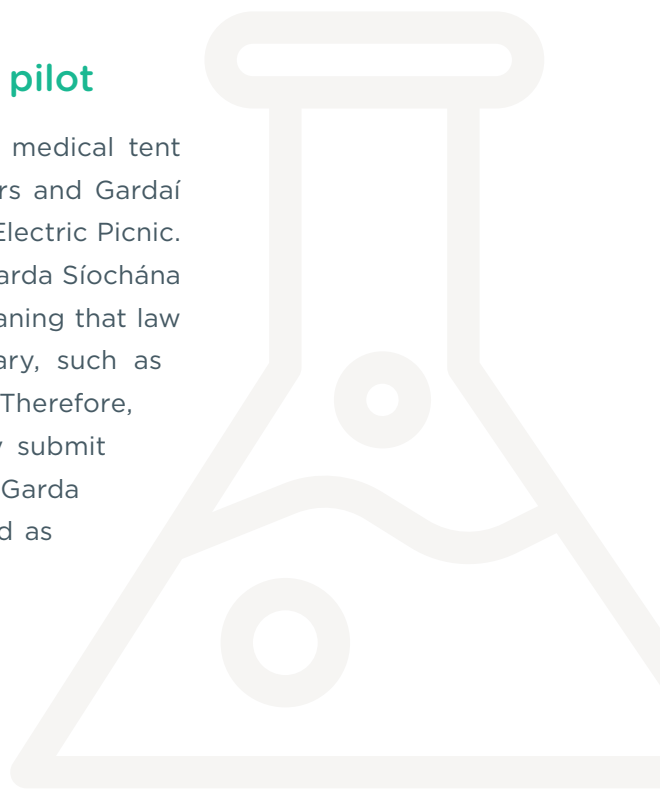 pilot
medical tent
rs and Gardaí
Electric Picnic.
arda Síochána
aning that law
ary, such as
Therefore,
submit
Garda
d as